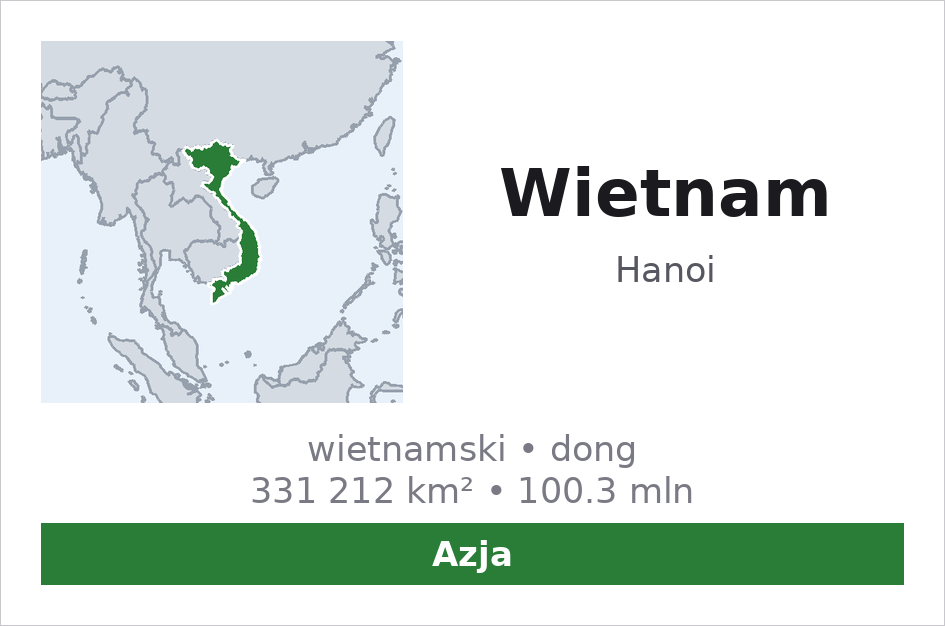 Wietnam
Hanoi
wietnamski • dong
331 212 km² • 100.3 mln
Azja